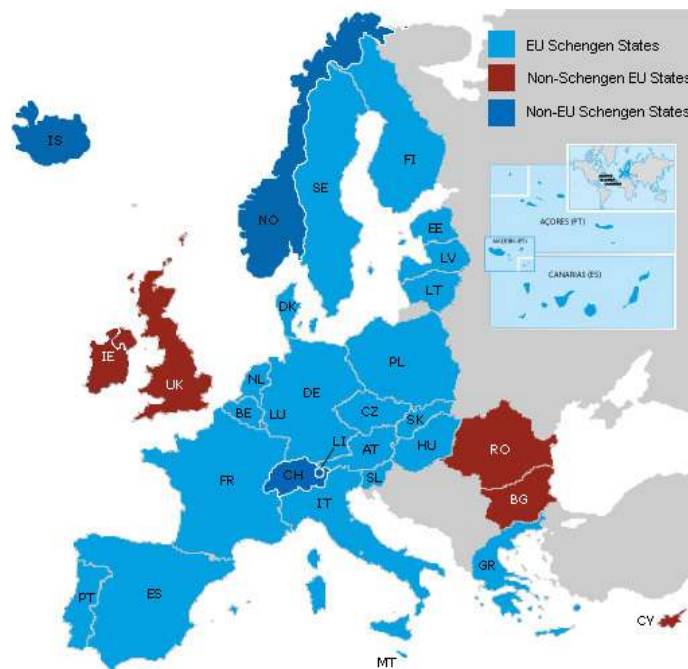 EU Schengen States
Non-Schengen EU States
Non-EU Schengen States
IS
FI
SE
NO
AÇORES (PT)
EE
MADEIRA (PT)
LV
CANARIAS (ES)
LT
DK
IE
UK
NL
PL
DE
BE
LU
CZ
SK
LI
AT
HU
RO
CH
SL
FR
IT
BG
GR
PT
ES
CY
MT